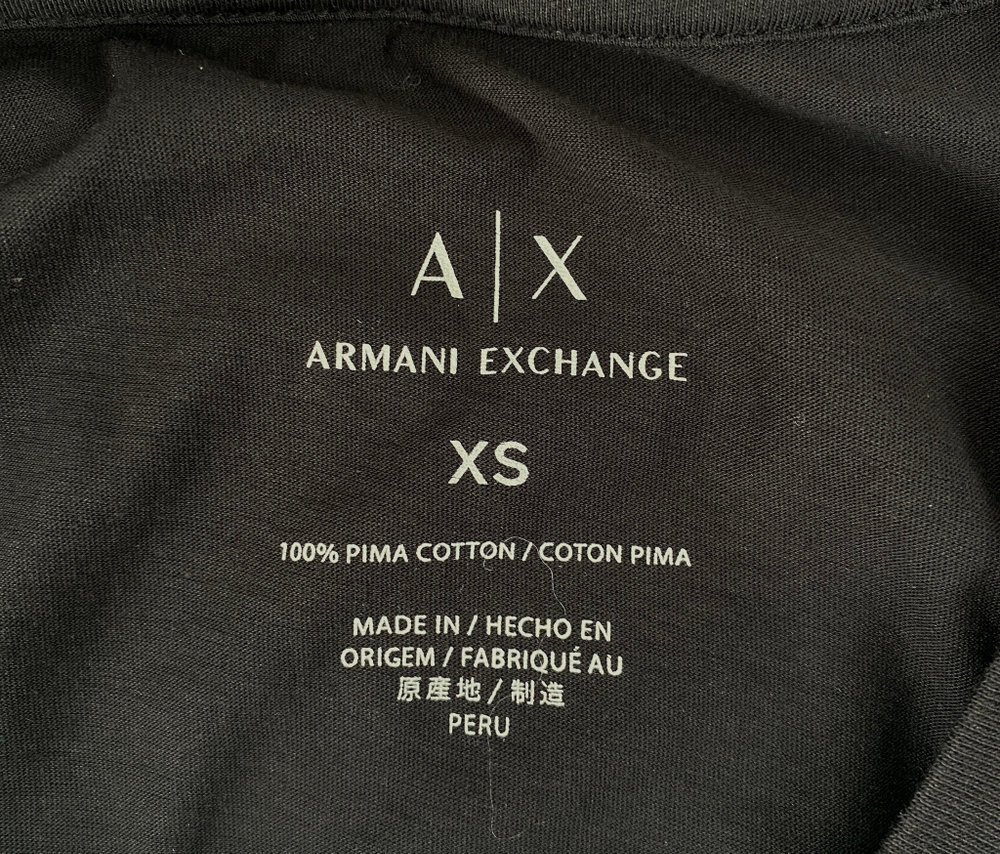 A|X
ARMANI EXCHANGE
XS
100% PIMA COTTON / COTON PIMA
MADE IN / HECHO EN
ORIGEM / FABRIQUÉ AU
原産地 / 制造
PERU